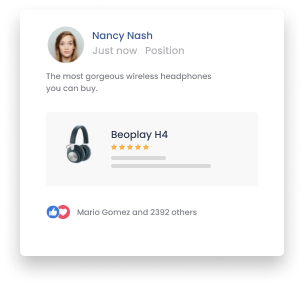 Nancy Nash
Just now Position
The most gorgeous wireless headphones
you can buy.
Beoplay H4
Mario Gomez and 2392 others